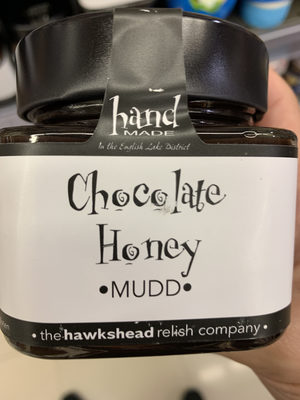 hand
MADE
In the English Lake District
Chocolate
Honey
•MUDD•
• the hawkshead relish company •